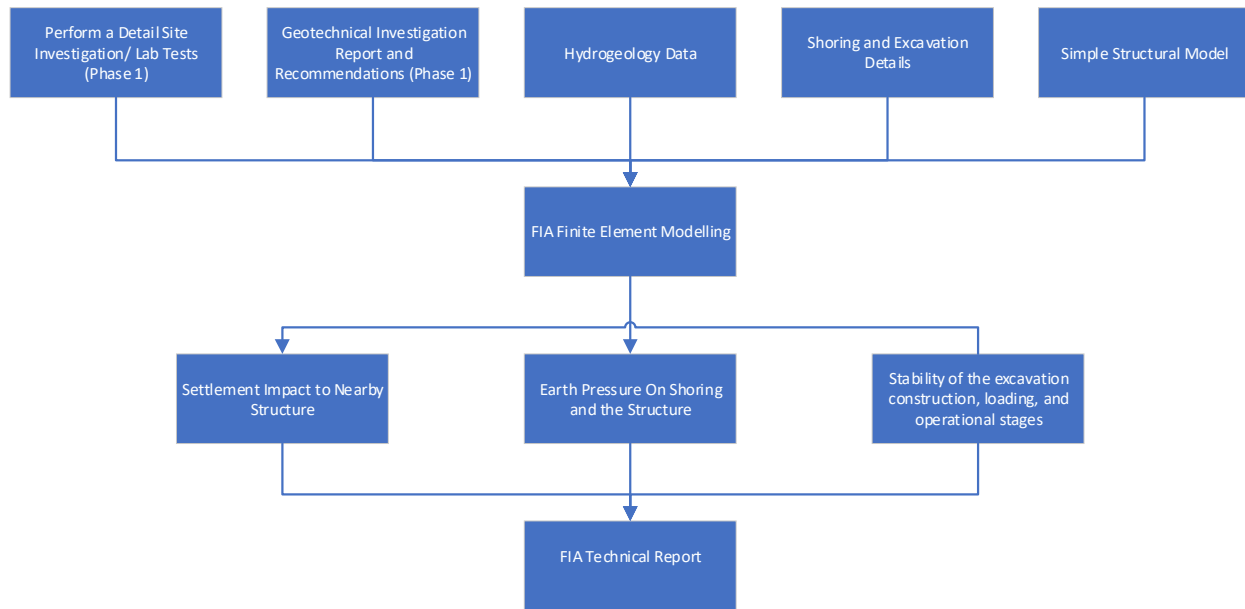 Perform a Detail Site
Investigation/ Lab Tests
(Phase 1)
Geotechnical Investigation
Report and
Recommendations (Phase 1)
Hydrogeology Data
Shoring and Excavation
Details
Simple Structural Model
FIA Finite Element Modelling
Settlement Impact to Nearby
Structure
Earth Pressure On Shoring
and the Structure
Stability of the excavation
construction, loading, and
operational stages
FIA Technical Report